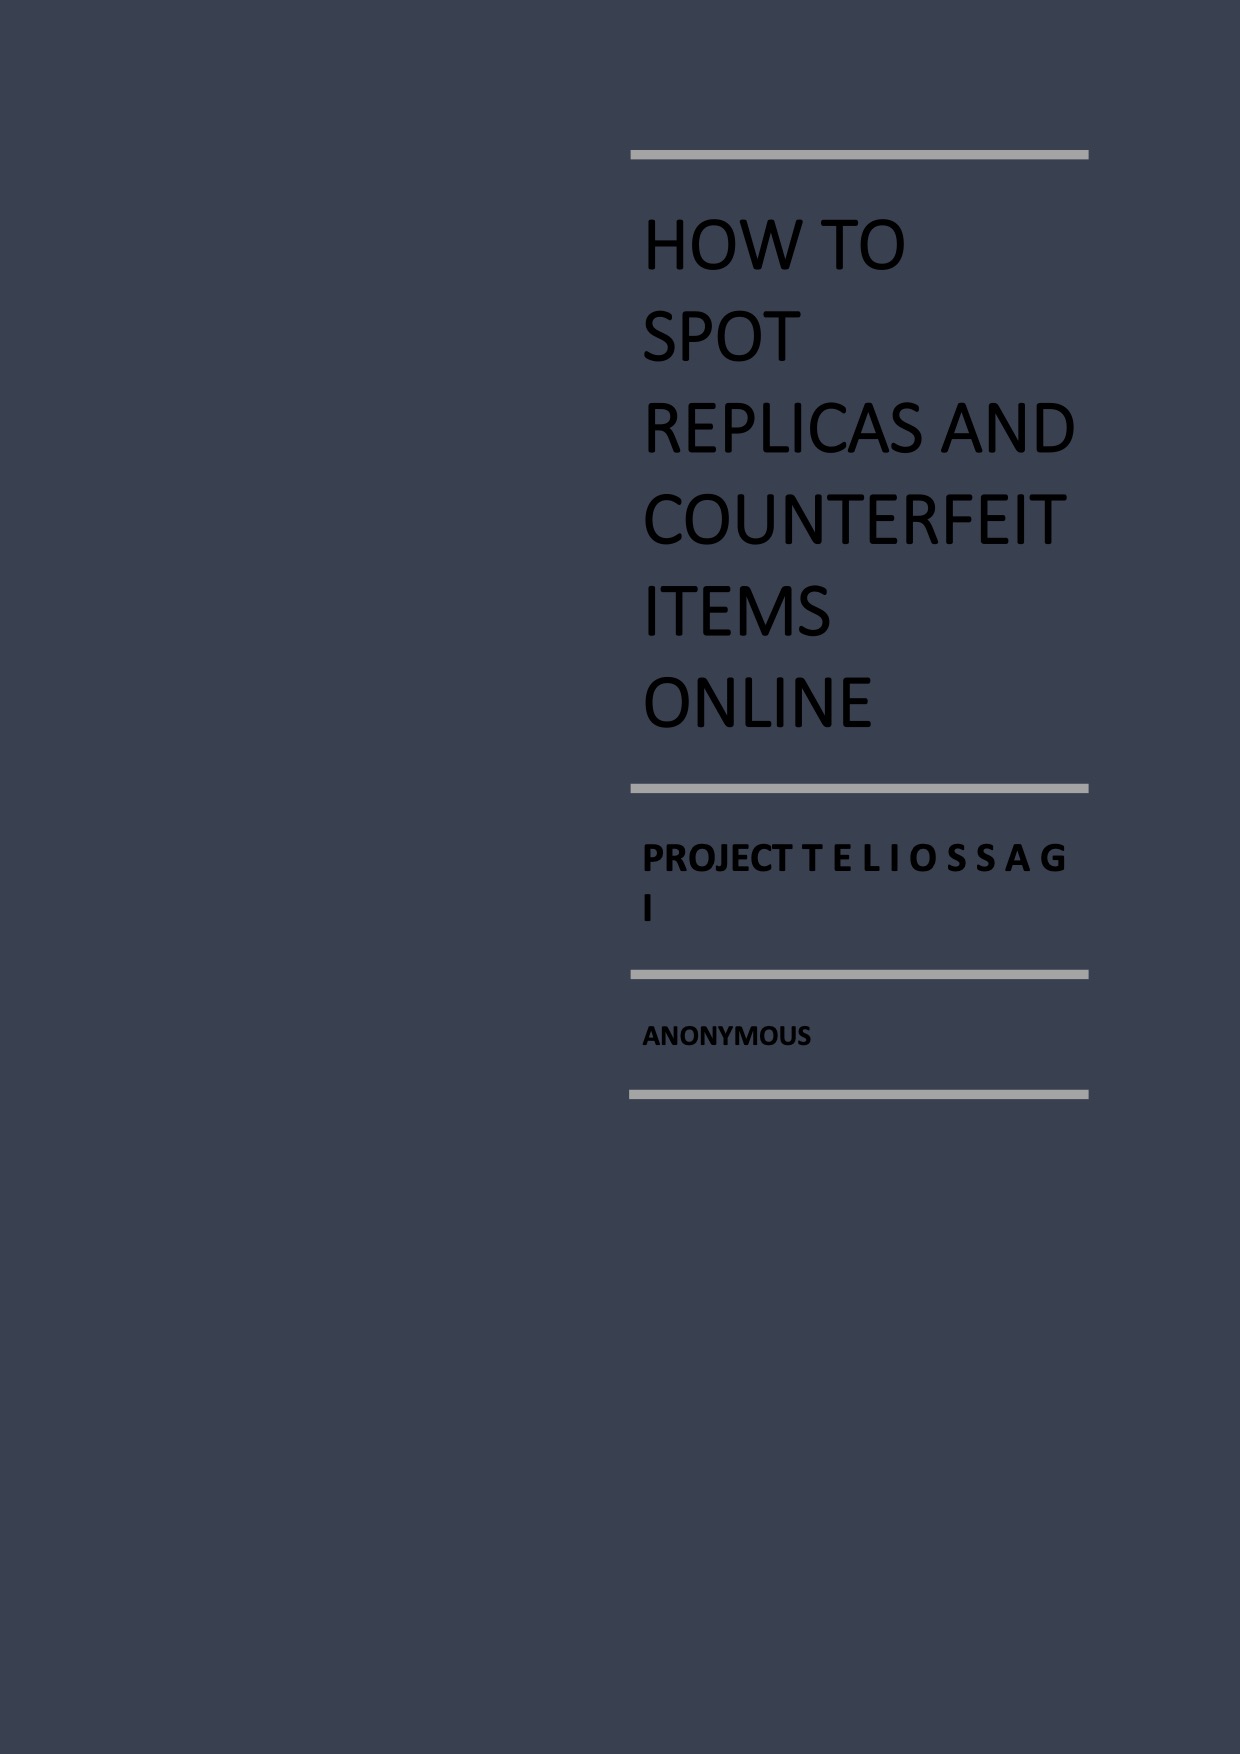 HOW TO
SPOT
REPLICAS AND
COUNTERFEIT
ITEMS
ONLINE
PROJECT T E L I O S S A G
I
ANONYMOUS